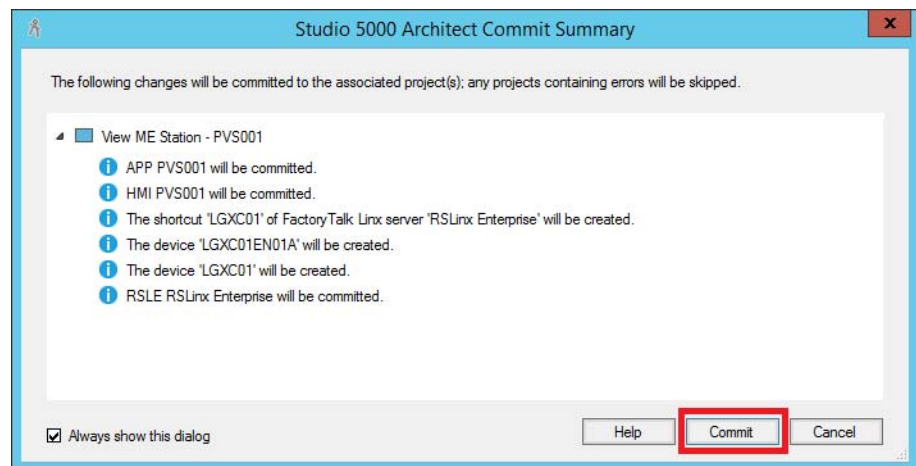 Studio 5000 Architect Commit Summary
x
The following changes will be committed to the associated project(s); any projects containing errors will be skipped.
View ME Station - PVS001
APP PVS001 will be committed.
HMI PVS001 will be committed.
The shortcut 'LGXC01' of FactoryTalk Linx server 'RSLinx Enterprise' will be created.
The device 'LGXC01EN01A' will be created.
The device 'LGXC01' will be created.
RSLE RSLinx Enterprise will be committed.
Always show this dialog
Help
Commit
Cancel